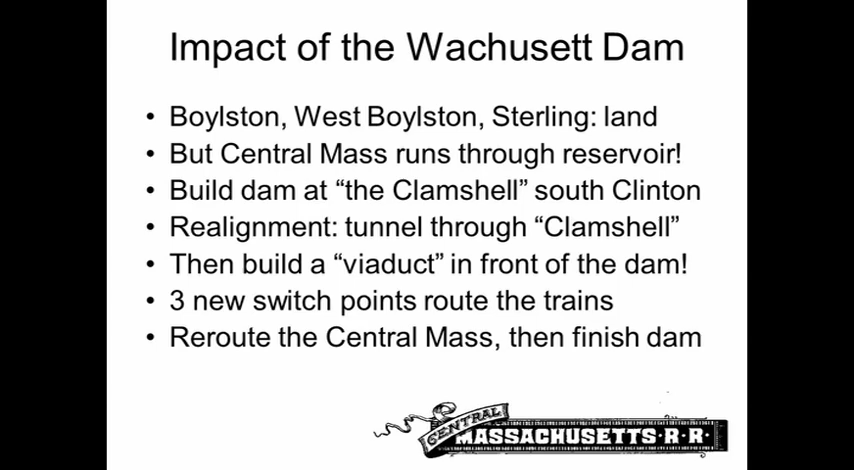 Impact of the Wachusett Dam
• Boylston, West Boylston, Sterling: land
• But Central Mass runs through reservoir!
• Build dam at “the Clamshell” south Clinton
• Realignment: tunnel through “Clamshell”
• Then build a “viaduct” in front of the dam!
• 3 new switch points route the trains
• Reroute the Central Mass, then finish dam
CENTRAL
MASSACHUSETTS·R·R·